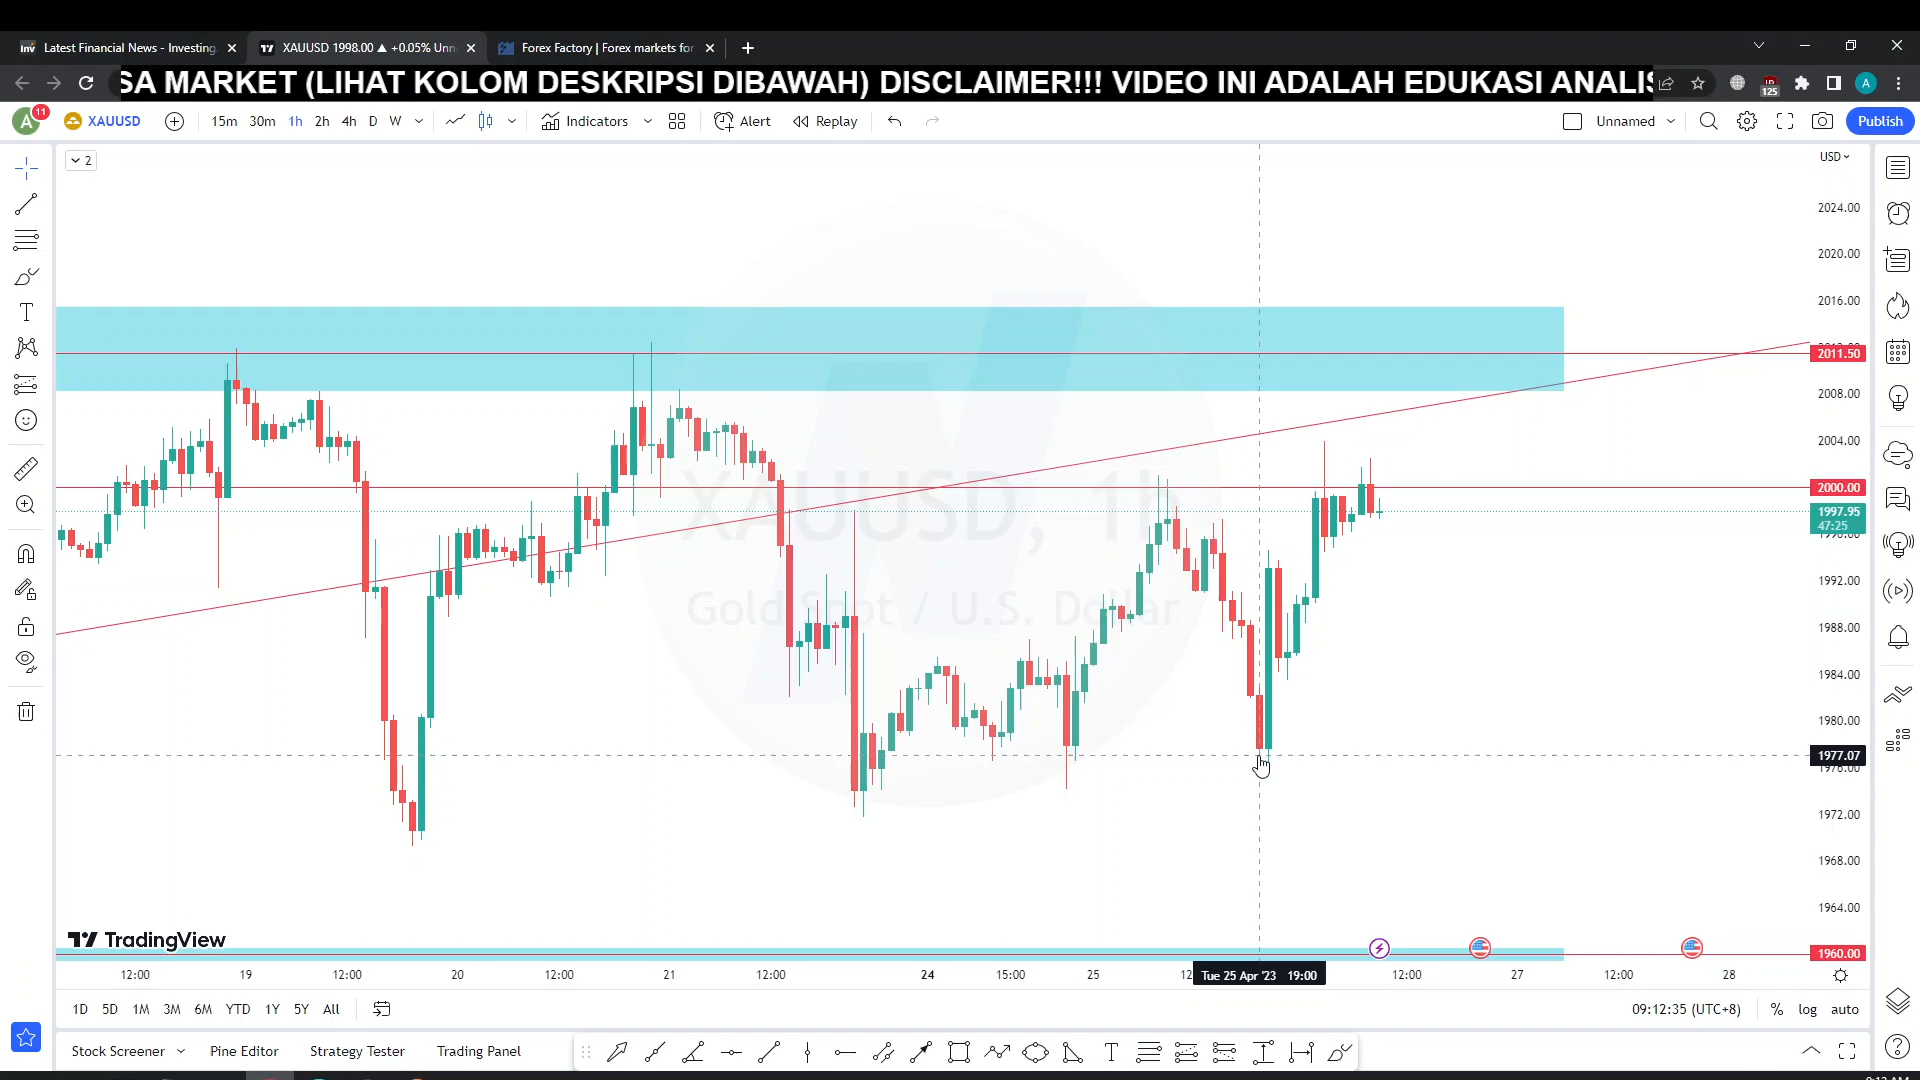 Latest Financial News - Investing.
XAUUSD 1998.00 ▲ +0.05% Unn
Forex Factory | Forex markets for
SA MARKET (LIHAT KOLOM DESKRIPSI DIBAWAH) DISCLAIMER!!! VIDEO INI ADALAH EDUKASI ANALIS
125
A
A
11
XAUUSD
15m 30m 1h 2h 4h D W
Indicators
Alert
Replay
Unnamed
Publish
2
USD
2024.00
2020.00
2016.00
2011.50
2008.00
2004.00
2000.00
1997.95
47:25
1992.00
1988.00
1984.00
1980.00
1977.07
1976.00
1972.00
1968.00
1964.00
1960.00
XAUUSD, 1h
Gold Spot / U.S. Dollar
TradingView
12:00 19 12:00 20 12:00 21 12:00 24 15:00 25 Tue 25 Apr '23 19:00 12:00 27 12:00 28
1D 5D 1M 3M 6M YTD 1Y 5Y All
09:12:35 (UTC+8) % log auto
Stock Screener Pine Editor Strategy Tester Trading Panel